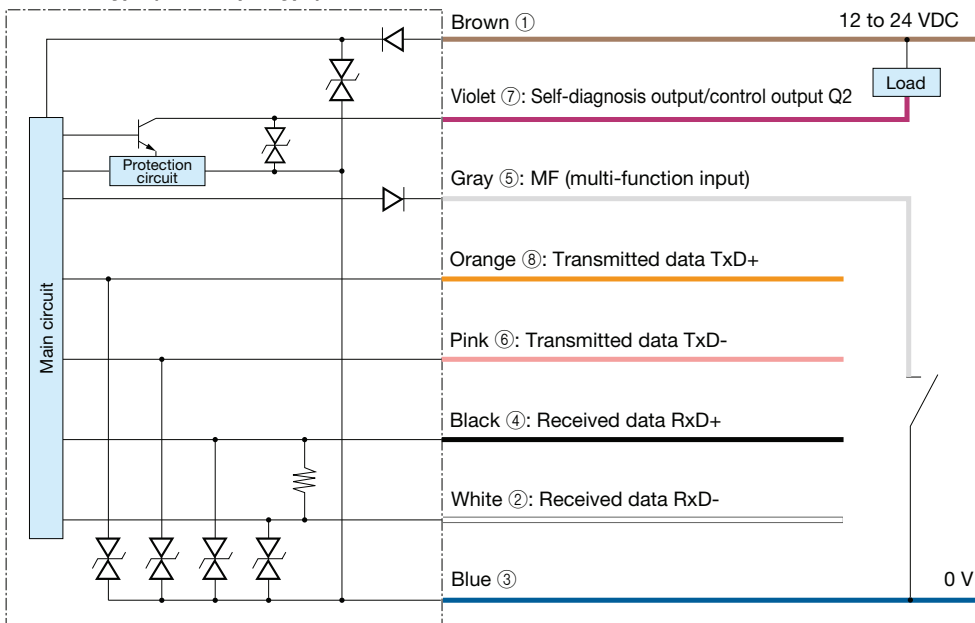 Brown ① 12 to 24 VDC
Load
Violet ⑦: Self-diagnosis output/control output Q2
Protection
circuit
Gray ⑤: MF (multi-function input)
Orange ⑧: Transmitted data TxD+
Main circuit
Pink ⑥: Transmitted data TxD-
Black ④: Received data RxD+
White ②: Received data RxD-
Blue ③ 0 V